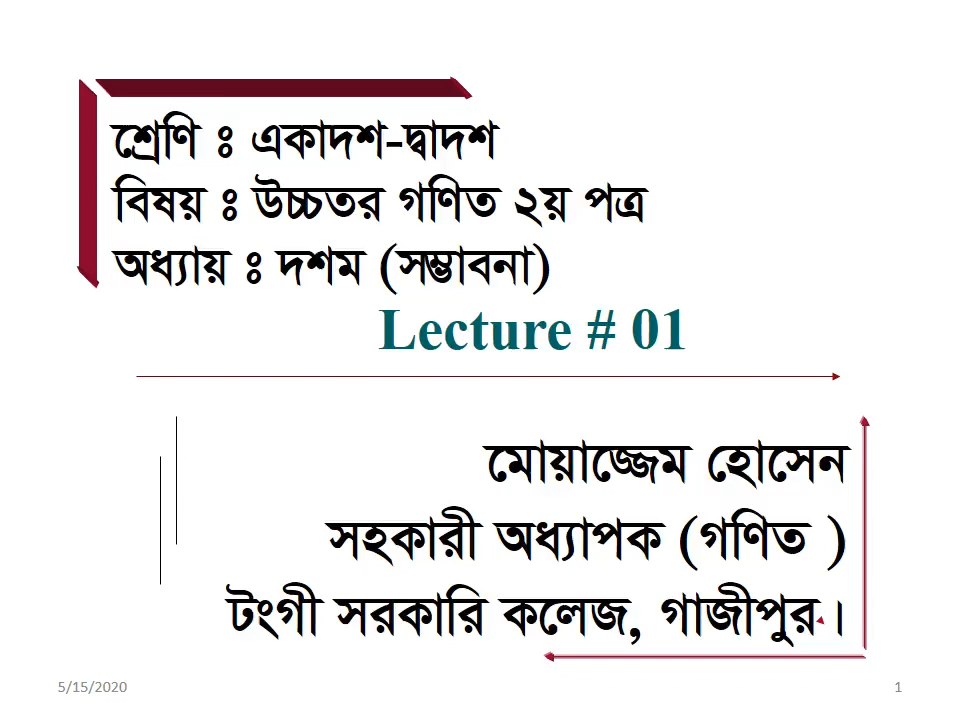 শ্রেণি ঃ একাদশ-দ্বাদশ
বিষয় ঃ উচ্চতর গণিত ২য় পত্র
অধ্যায় ঃ দশম (সম্ভাবনা)
Lecture # 01
মোয়াজ্জেম হোসেন
সহকারী অধ্যাপক (গণিত )
টংগী সরকারি কলেজ, গাজীপুর।
5/15/2020
1